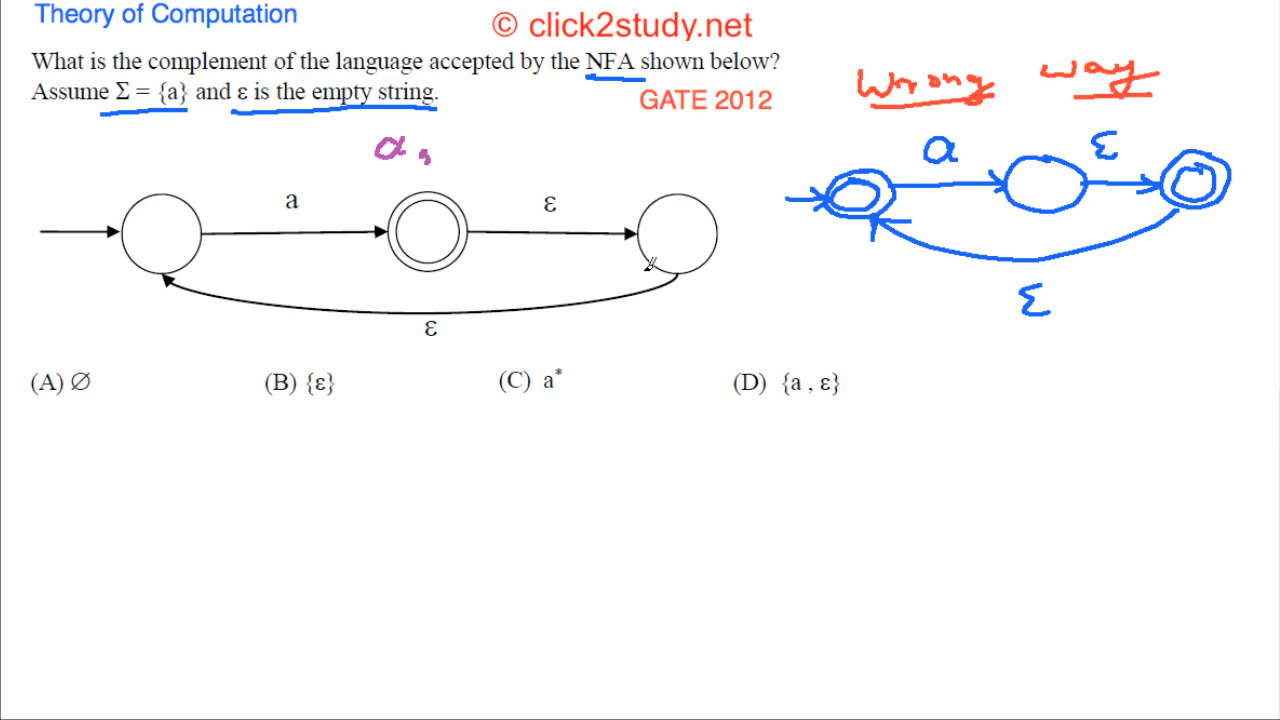 Theory of Computation
© click2study.net
What is the complement of the language accepted by the NFA shown below?
Assume Σ = {a} and ε is the empty string.
GATE 2012
Wrong way
a,
a
ε
ε
a
ε
ε
(A) ∅ (B) {ε} (C) a* (D) {a , ε}